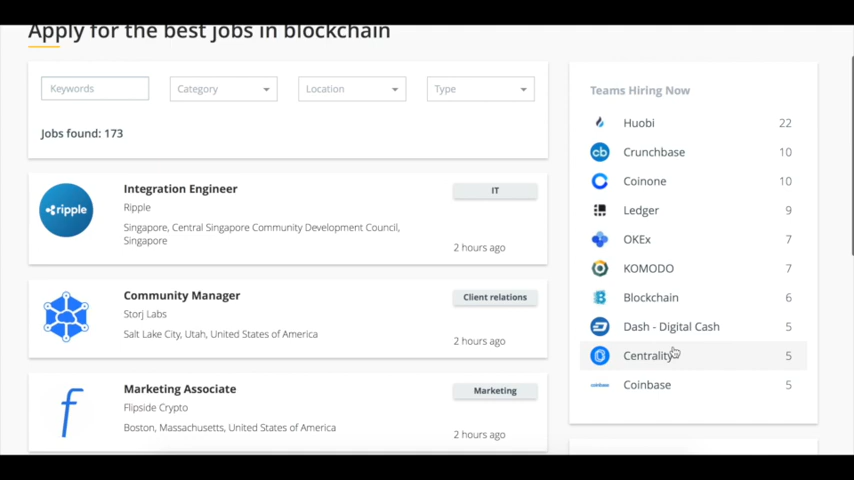 Apply for the best jobs in blockchain
Keywords
Category
Location
Type
Jobs found: 173
ripple
Integration Engineer
IT
Ripple
Singapore, Central Singapore Community Development Council,
Singapore
2 hours ago
Community Manager
Client relations
Storj Labs
Salt Lake City, Utah, United States of America
2 hours ago
Marketing Associate
Marketing
Flipside Crypto
Boston, Massachusetts, United States of America
2 hours ago
Teams Hiring Now
Huobi 22
cb Crunchbase 10
Coinone 10
Ledger 9
OKEx 7
KOMODO 7
Blockchain 6
Dash - Digital Cash 5
Centrality 5
coinbase Coinbase 5